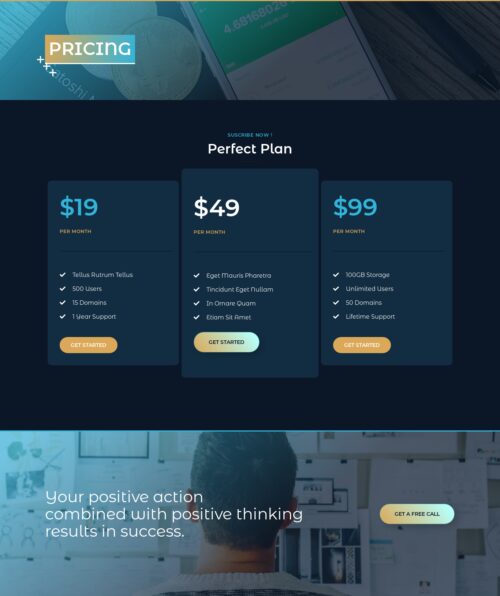 4.68168026
PRICING
atoshi
SUSCRIBE NOW !
Perfect Plan
$19
PER MONTH
Tellus Rutrum Tellus
500 Users
15 Domains
1 Year Support
GET STARTED
$49
PER MONTH
Eget Mauris Pharetra
Tincidunt Eget Nullam
In Ornare Quam
Etiam Sit Amet
GET STARTED
$99
PER MONTH
100GB Storage
Unlimited Users
50 Domains
Lifetime Support
GET STARTED
Your positive action
combined with positive thinking
results in success.
GET A FREE CALL